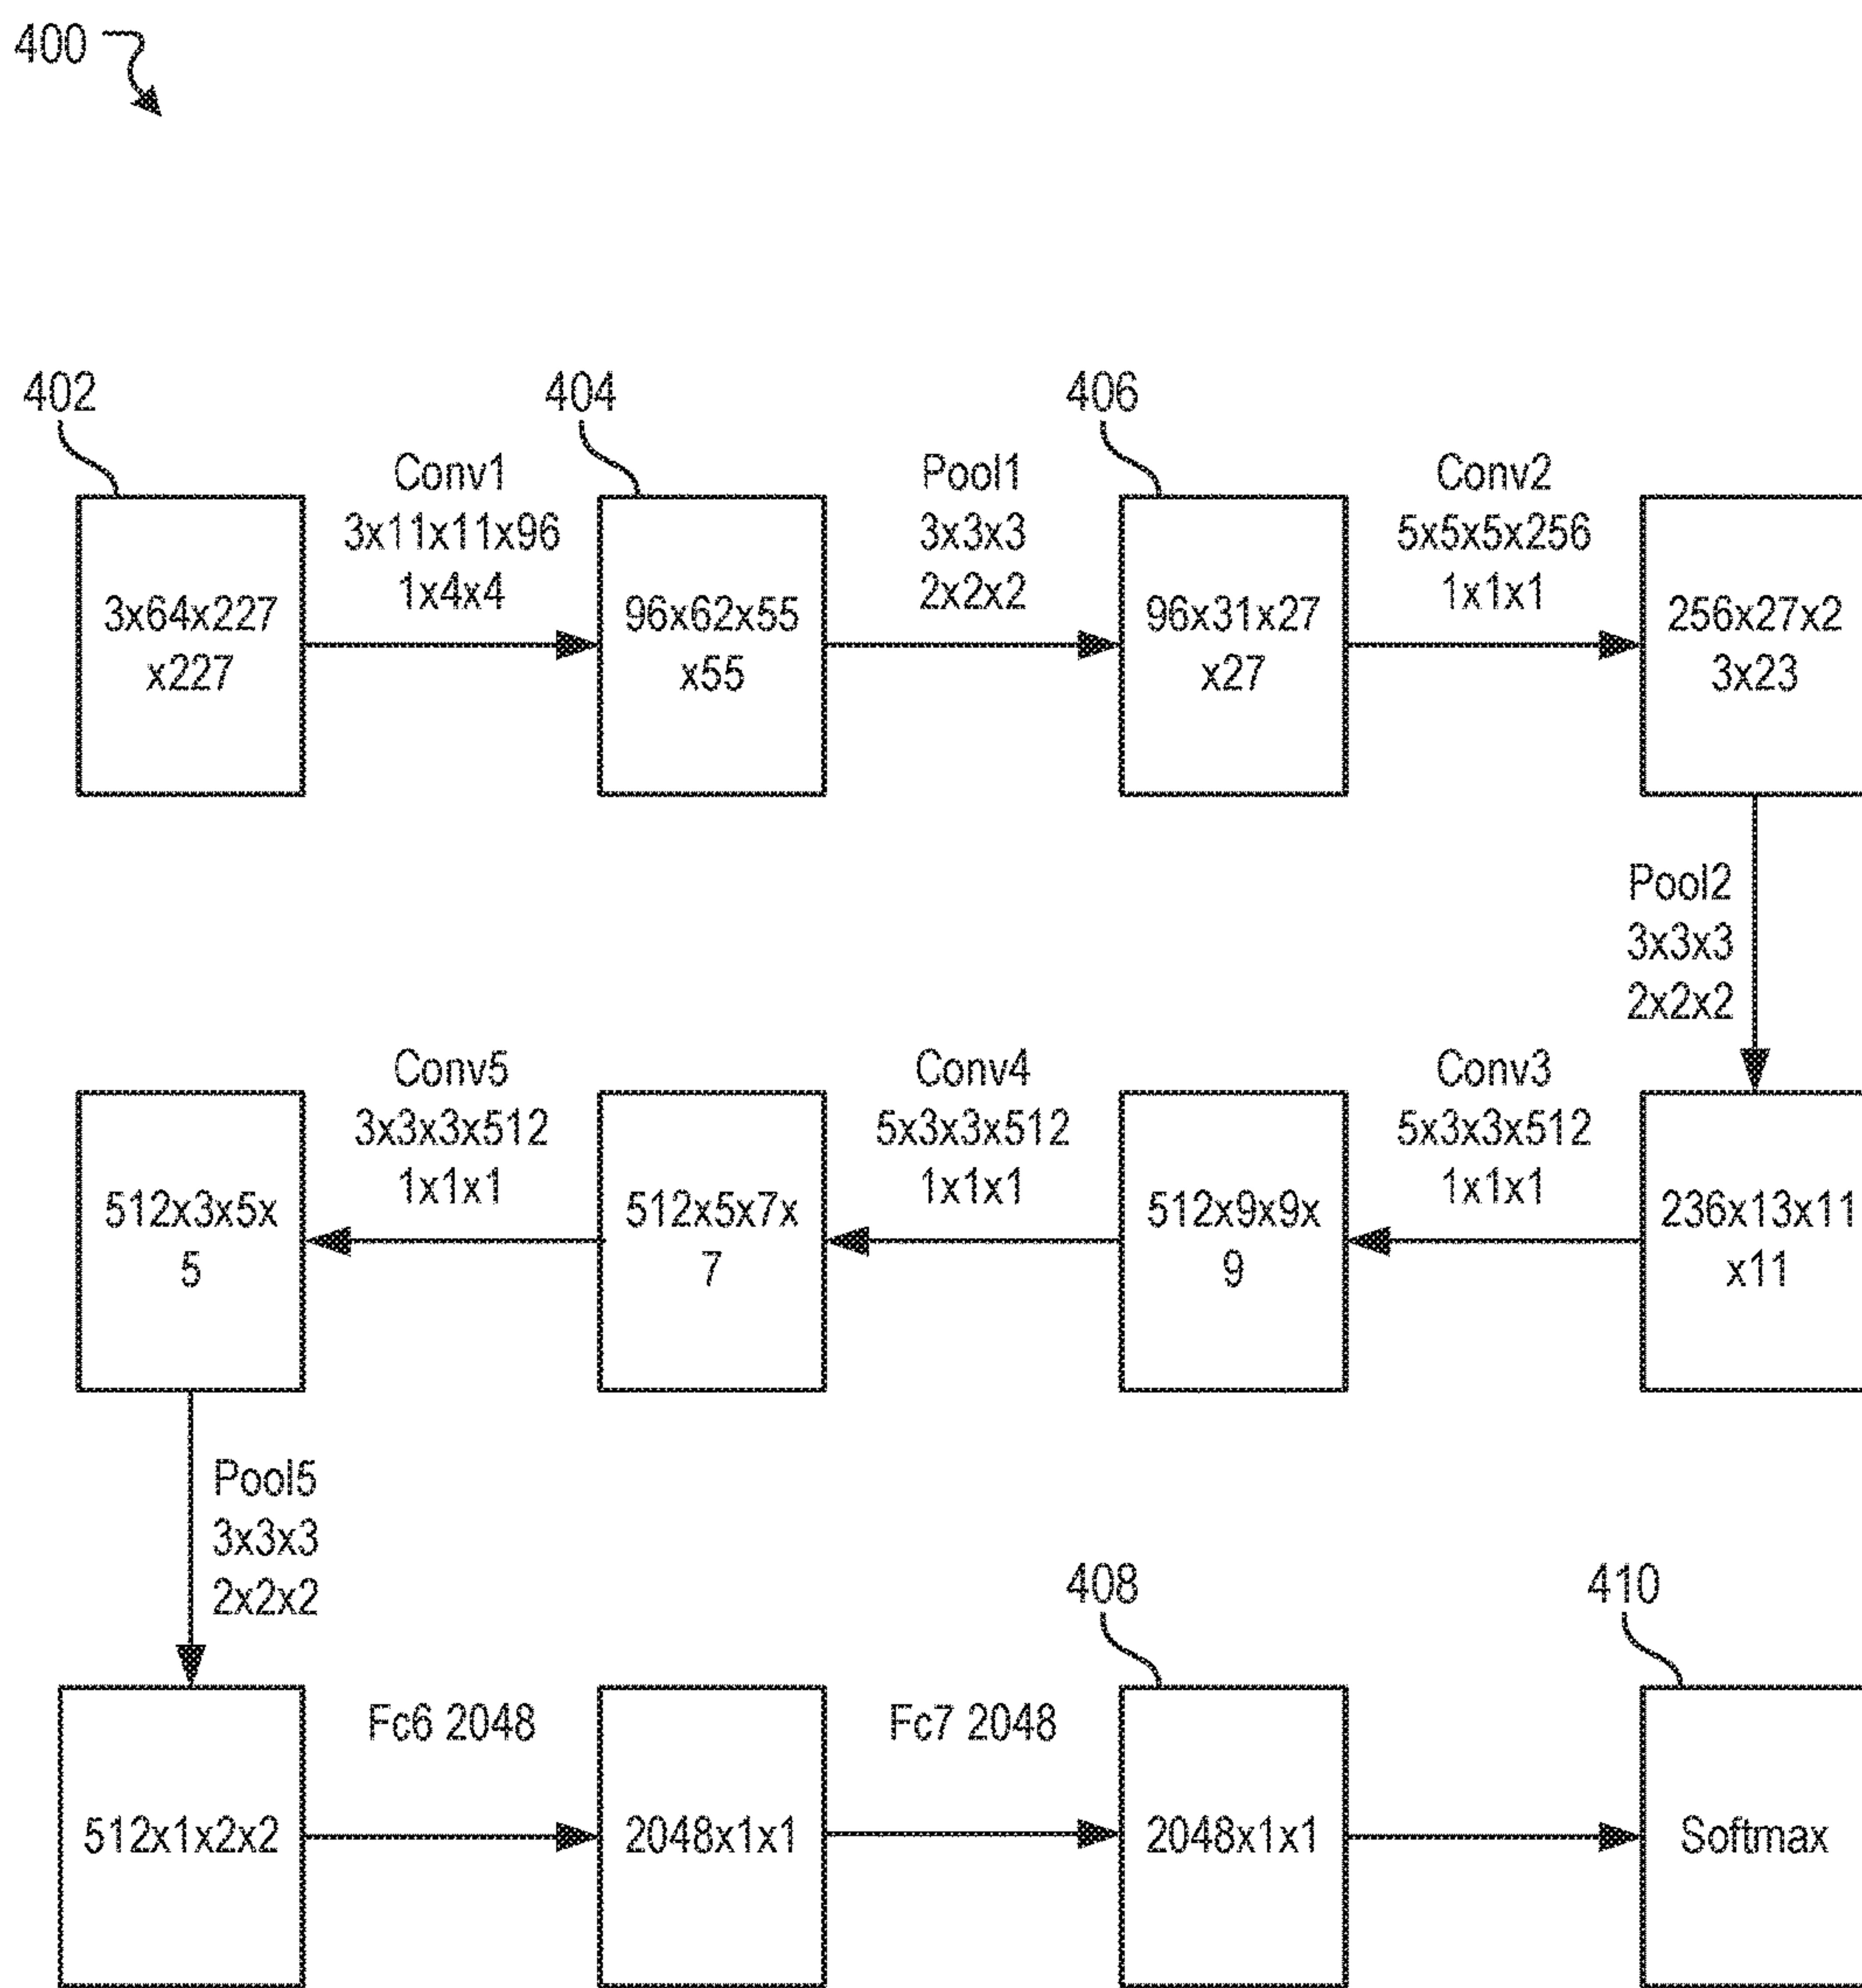 400
402
404
406
Conv1
3x11x11x96
1x4x4
Pool1
3x3x3
2x2x2
Conv2
5x5x5x256
1x1x1
3x64x227
x227
96x62x55
x55
96x31x27
x27
256x27x2
3x23
Pool2
3x3x3
2x2x2
Conv5
3x3x3x512
1x1x1
Conv4
5x3x3x512
1x1x1
Conv3
5x3x3x512
1x1x1
512x3x5x
5
512x5x7x
7
512x9x9x
9
236x13x11
x11
Pool5
3x3x3
2x2x2
408
410
Fc6 2048
Fc7 2048
512x1x2x2
2048x1x1
2048x1x1
Softmax